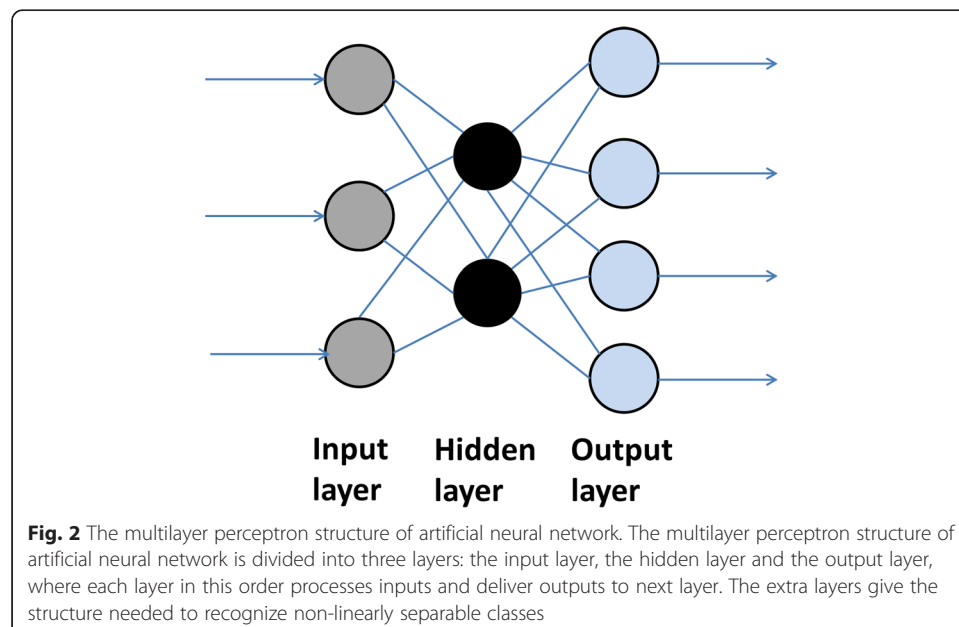 Input Hidden Output
layer layer layer
Fig. 2 The multilayer perceptron structure of artificial neural network. The multilayer perceptron structure of
artificial neural network is divided into three layers: the input layer, the hidden layer and the output layer,
where each layer in this order processes inputs and deliver outputs to next layer. The extra layers give the
structure needed to recognize non-linearly separable classes